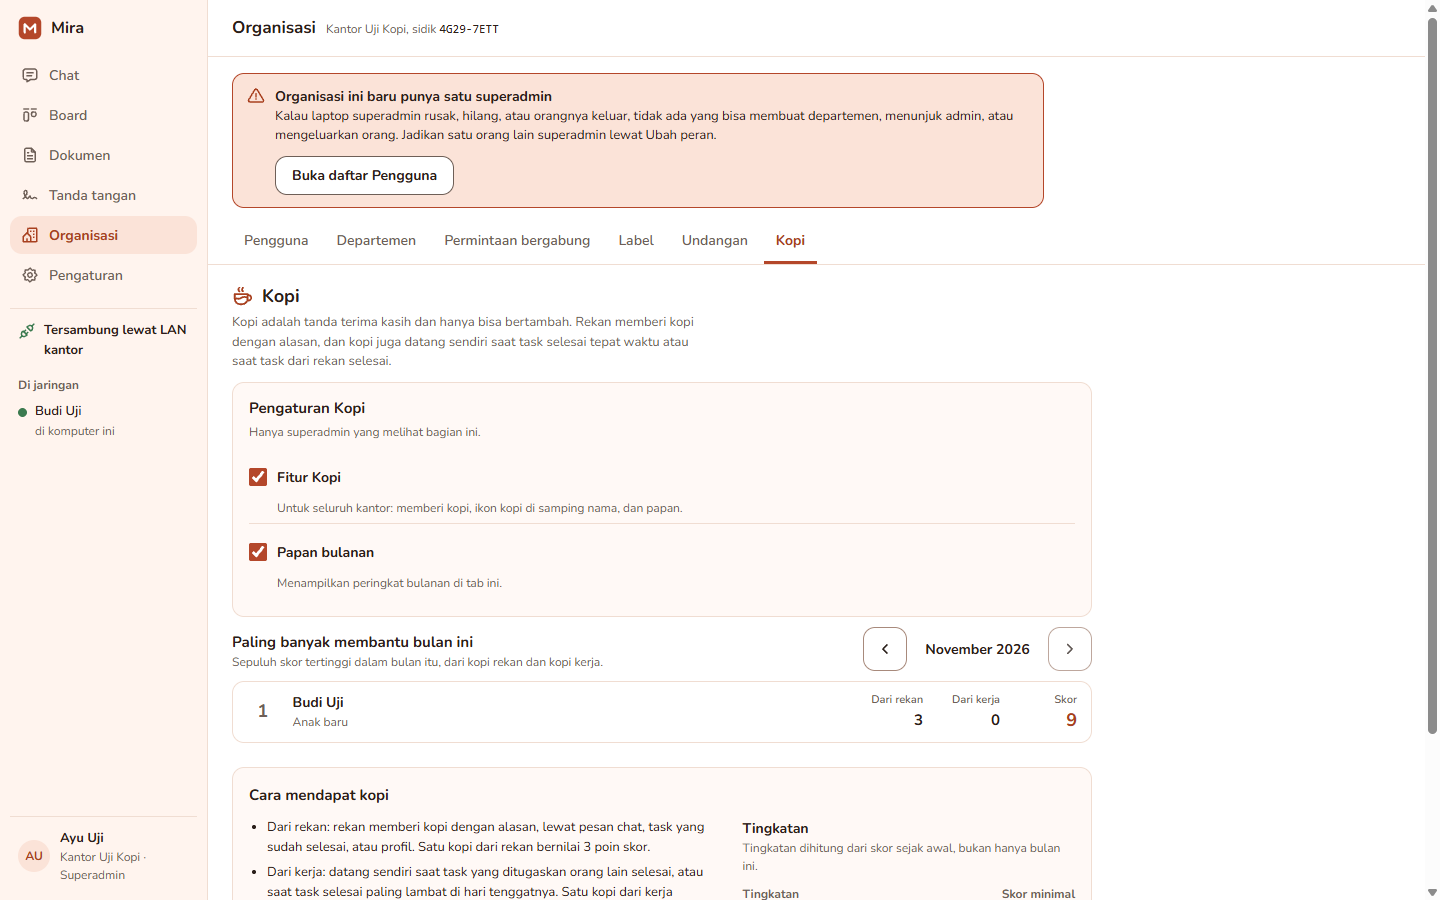 Mira
Chat
Board
Dokumen
Tanda tangan
Organisasi
Pengaturan
Tersambung lewat LAN
kantor
Di jaringan
Budi Uji
di komputer ini
AU
Ayu Uji
Kantor Uji Kopi ·
Superadmin
Organisasi Kantor Uji Kopi, sidik 4G29-7ETT
Organisasi ini baru punya satu superadmin
Kalau laptop superadmin rusak, hilang, atau orangnya keluar, tidak ada yang bisa membuat departemen, menunjuk admin, atau
mengeluarkan orang. Jadikan satu orang lain superadmin lewat Ubah peran.
Buka daftar Pengguna
Pengguna Departemen Permintaan bergabung Label Undangan Kopi
Kopi
Kopi adalah tanda terima kasih dan hanya bisa bertambah. Rekan memberi kopi
dengan alasan, dan kopi juga datang sendiri saat task selesai tepat waktu atau
saat task dari rekan selesai.
Pengaturan Kopi
Hanya superadmin yang melihat bagian ini.
Fitur Kopi
Untuk seluruh kantor: memberi kopi, ikon kopi di samping nama, dan papan.
Papan bulanan
Menampilkan peringkat bulanan di tab ini.
Paling banyak membantu bulan ini
Sepuluh skor tertinggi dalam bulan itu, dari kopi rekan dan kopi kerja.
November 2026
1
Budi Uji
Anak baru
Dari rekan Dari kerja Skor
3 0 9
Cara mendapat kopi
Dari rekan: rekan memberi kopi dengan alasan, lewat pesan chat, task yang
sudah selesai, atau profil. Satu kopi dari rekan bernilai 3 poin skor.
Dari kerja: datang sendiri saat task yang ditugaskan orang lain selesai, atau
saat task selesai paling lambat di hari tenggatnya. Satu kopi dari kerja
Tingkatan
Tingkatan dihitung dari skor sejak awal, bukan hanya bulan
ini.
Tingkatan Skor minimal